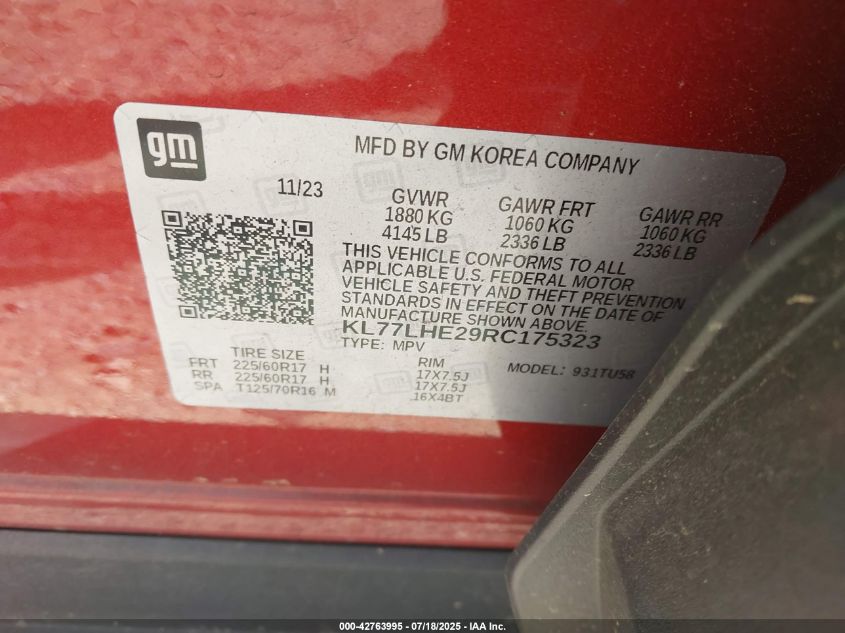 gm
MFD BY GM KOREA COMPANY
11/23
GVWR
1880 KG
4145 LB
GAWR FRT
1060 KG
2336 LB
GAWR RR
1060 KG
2336 LB
THIS VEHICLE CONFORMS TO ALL
APPLICABLE U.S. FEDERAL MOTOR
VEHICLE SAFETY AND THEFT PREVENTION
STANDARDS IN EFFECT ON THE DATE OF
MANUFACTURE SHOWN ABOVE.
KL77LHE29RC175323
TYPE: MPV
MODEL: 931TU58
TIRE SIZE
RIM
FRT 225/60R17 H 17X7.5J
RR 225/60R17 H 17X7.5J
SPA T125/70R16 M 16X4BT
000-42763995 - 07/18/2025 - IAA Inc.